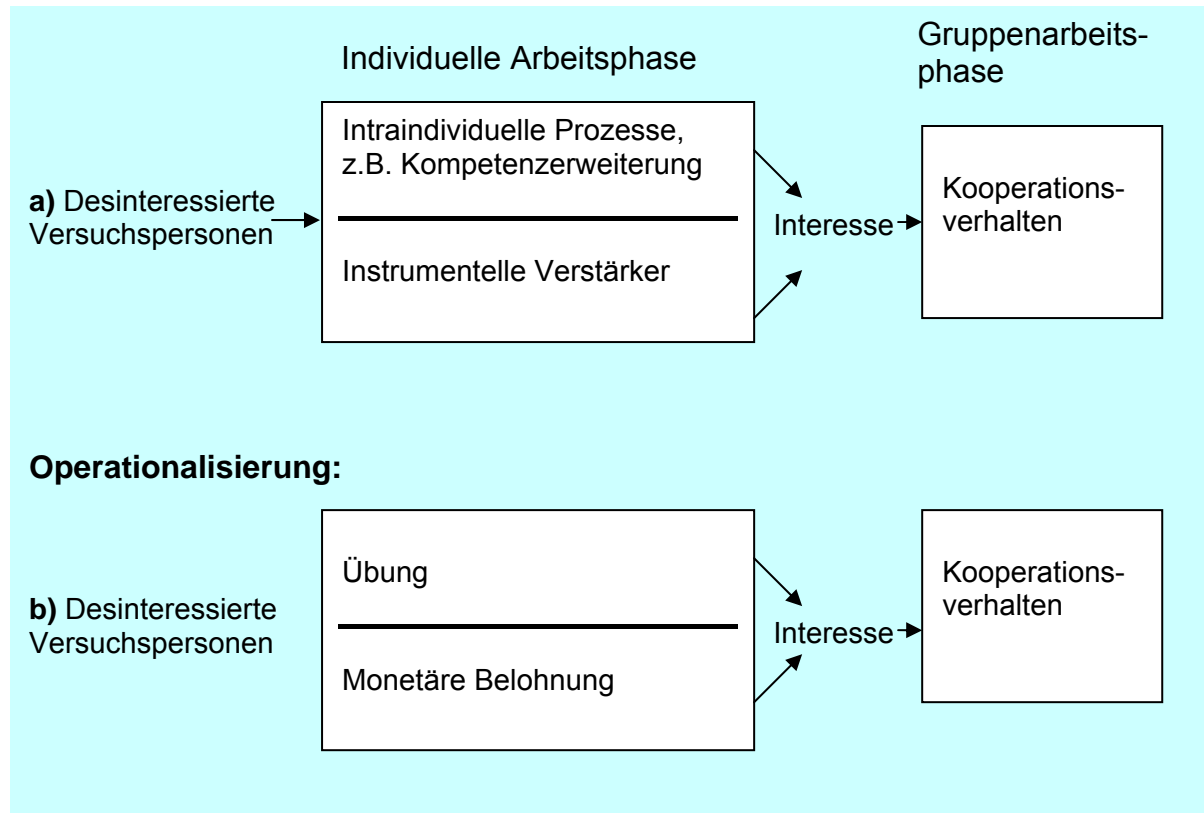 Individuelle Arbeitsphase
Gruppenarbeits-
phase
a) Desinteressierte
Versuchspersonen
Intraindividuelle Prozesse,
z.B. Kompetenzerweiterung
Instrumentelle Verstärker
Interesse
Kooperations-
verhalten
Operationalisierung:
b) Desinteressierte
Versuchspersonen
Übung
Monetäre Belohnung
Interesse
Kooperations-
verhalten